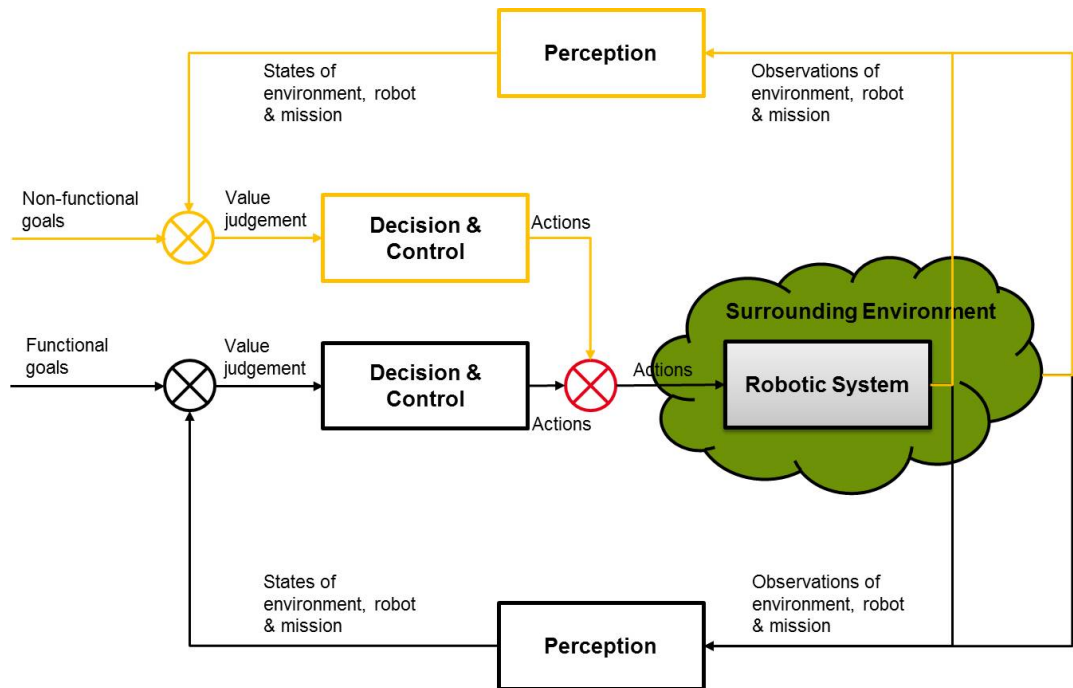 Perception
States of
environment, robot
& mission
Observations of
environment, robot
& mission
Non-functional
goals
Value
judgement
Decision &
Control
Actions
Surrounding Environment
Functional
goals
Value
judgement
Decision &
Control
Actions
Actions
Robotic System
States of
environment, robot
& mission
Observations of
environment, robot
& mission
Perception